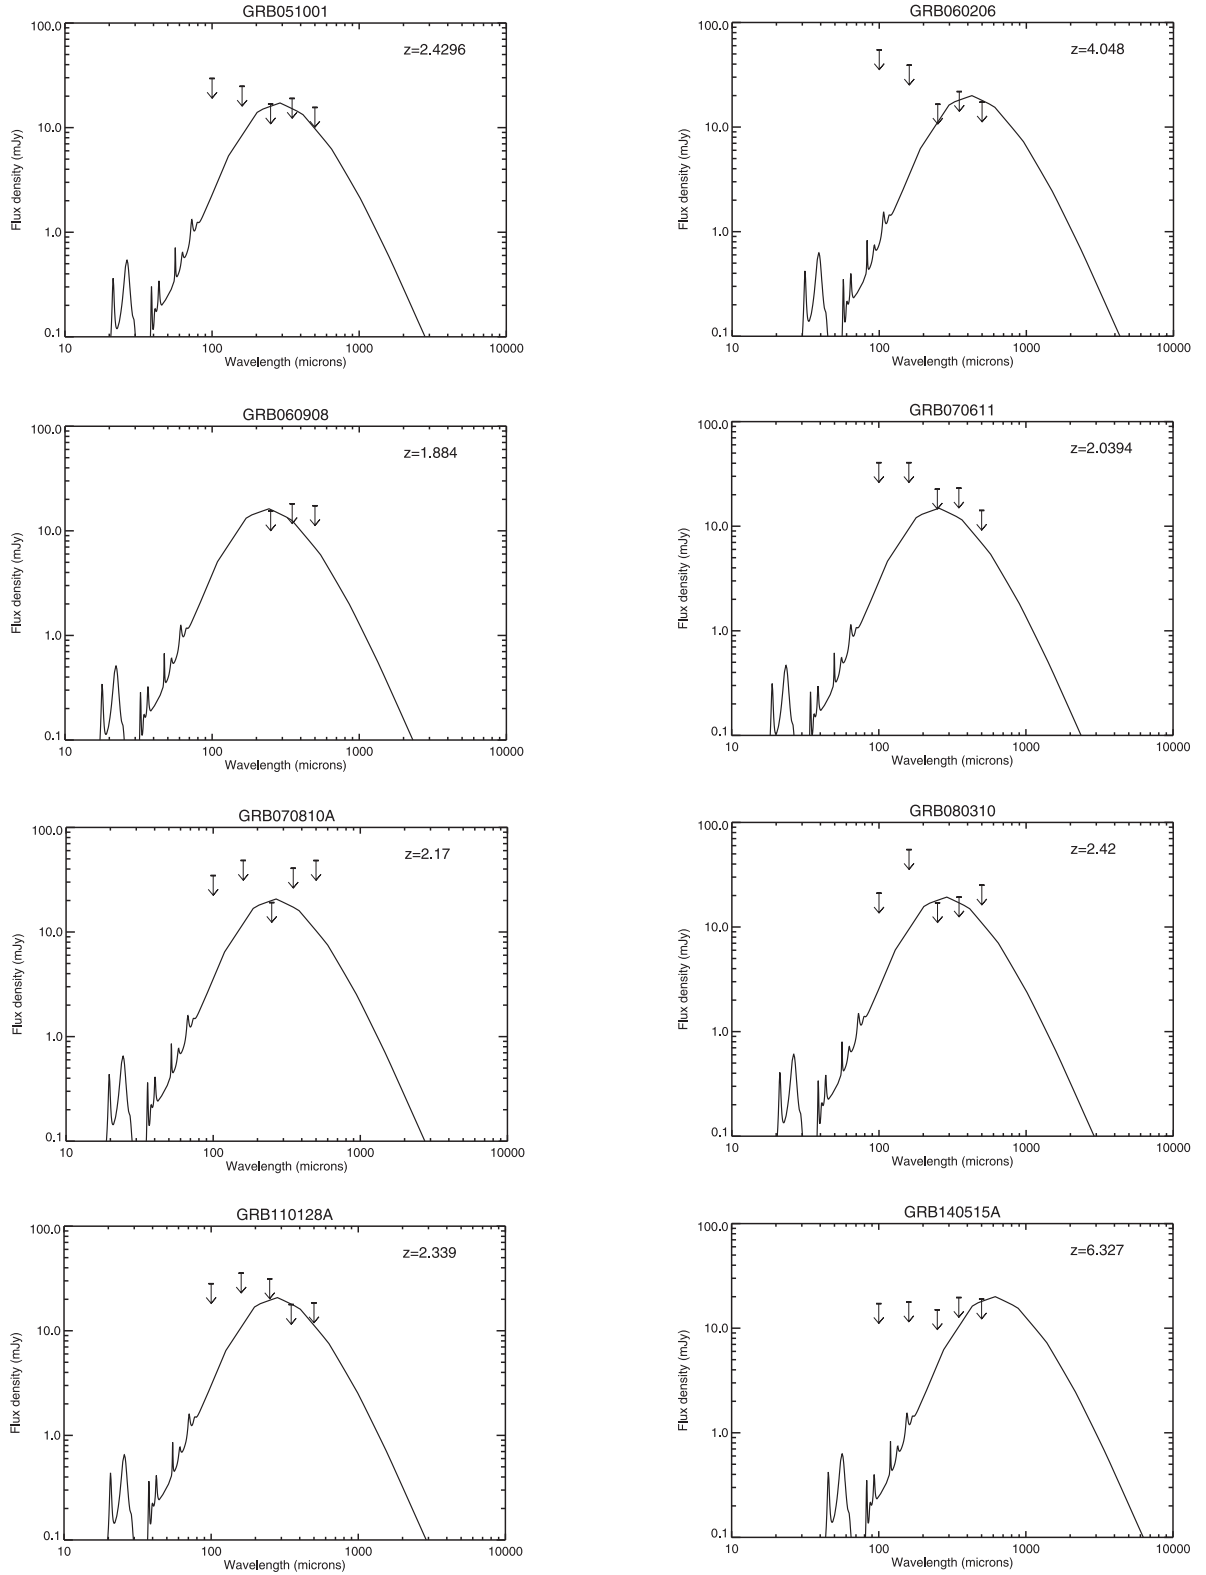 GRB051001
z=2.4296
100.0
10.0
1.0
0.1
Flux density (mJy)
10 100 1000 10000
Wavelength (microns)
GRB060206
z=4.048
100.0
10.0
1.0
0.1
Flux density (mJy)
10 100 1000 10000
Wavelength (microns)
GRB060908
z=1.884
100.0
10.0
1.0
0.1
Flux density (mJy)
10 100 1000 10000
Wavelength (microns)
GRB070611
z=2.0394
100.0
10.0
1.0
0.1
Flux density (mJy)
10 100 1000 10000
Wavelength (microns)
GRB070810A
z=2.17
100.0
10.0
1.0
0.1
Flux density (mJy)
10 100 1000 10000
Wavelength (microns)
GRB080310
z=2.42
100.0
10.0
1.0
0.1
Flux density (mJy)
10 100 1000 10000
Wavelength (microns)
GRB110128A
z=2.339
100.0
10.0
1.0
0.1
Flux density (mJy)
10 100 1000 10000
Wavelength (microns)
GRB140515A
z=6.327
100.0
10.0
1.0
0.1
Flux density (mJy)
10 100 1000 10000
Wavelength (microns)